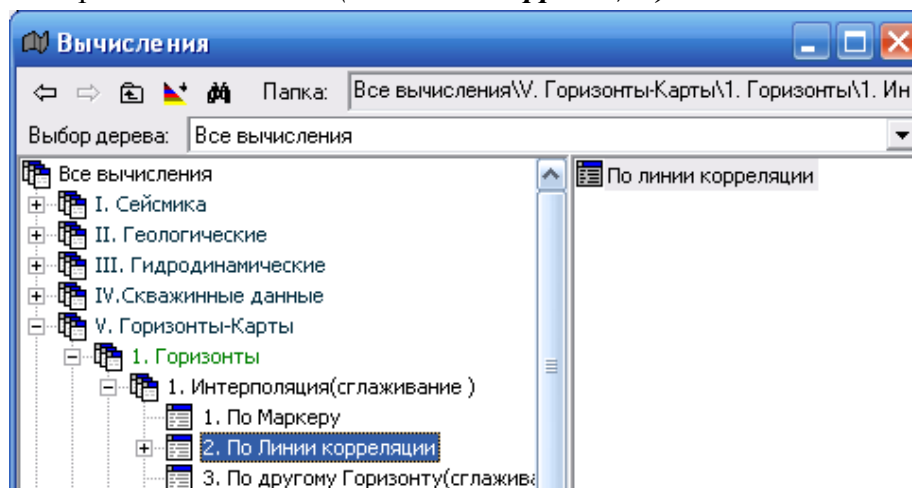 Вычисления
Папка: Все вычисления\V. Горизонты-Карты\1. Горизонты\1. Ин
Выбор дерева: Все вычисления
Все вычисления
По линии корреляции
I. Сейсмика
II. Геологические
III. Гидродинамические
IV.Скважинные данные
V. Горизонты-Карты
1. Горизонты
1. Интерполяция(сглаживание )
1. По Маркеру
2. По Линии корреляции
3. По другому Горизонту(сглажива